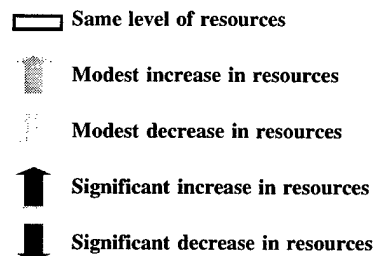 Same level of resources
Modest increase in resources
Modest decrease in resources
Significant increase in resources
Significant decrease in resources